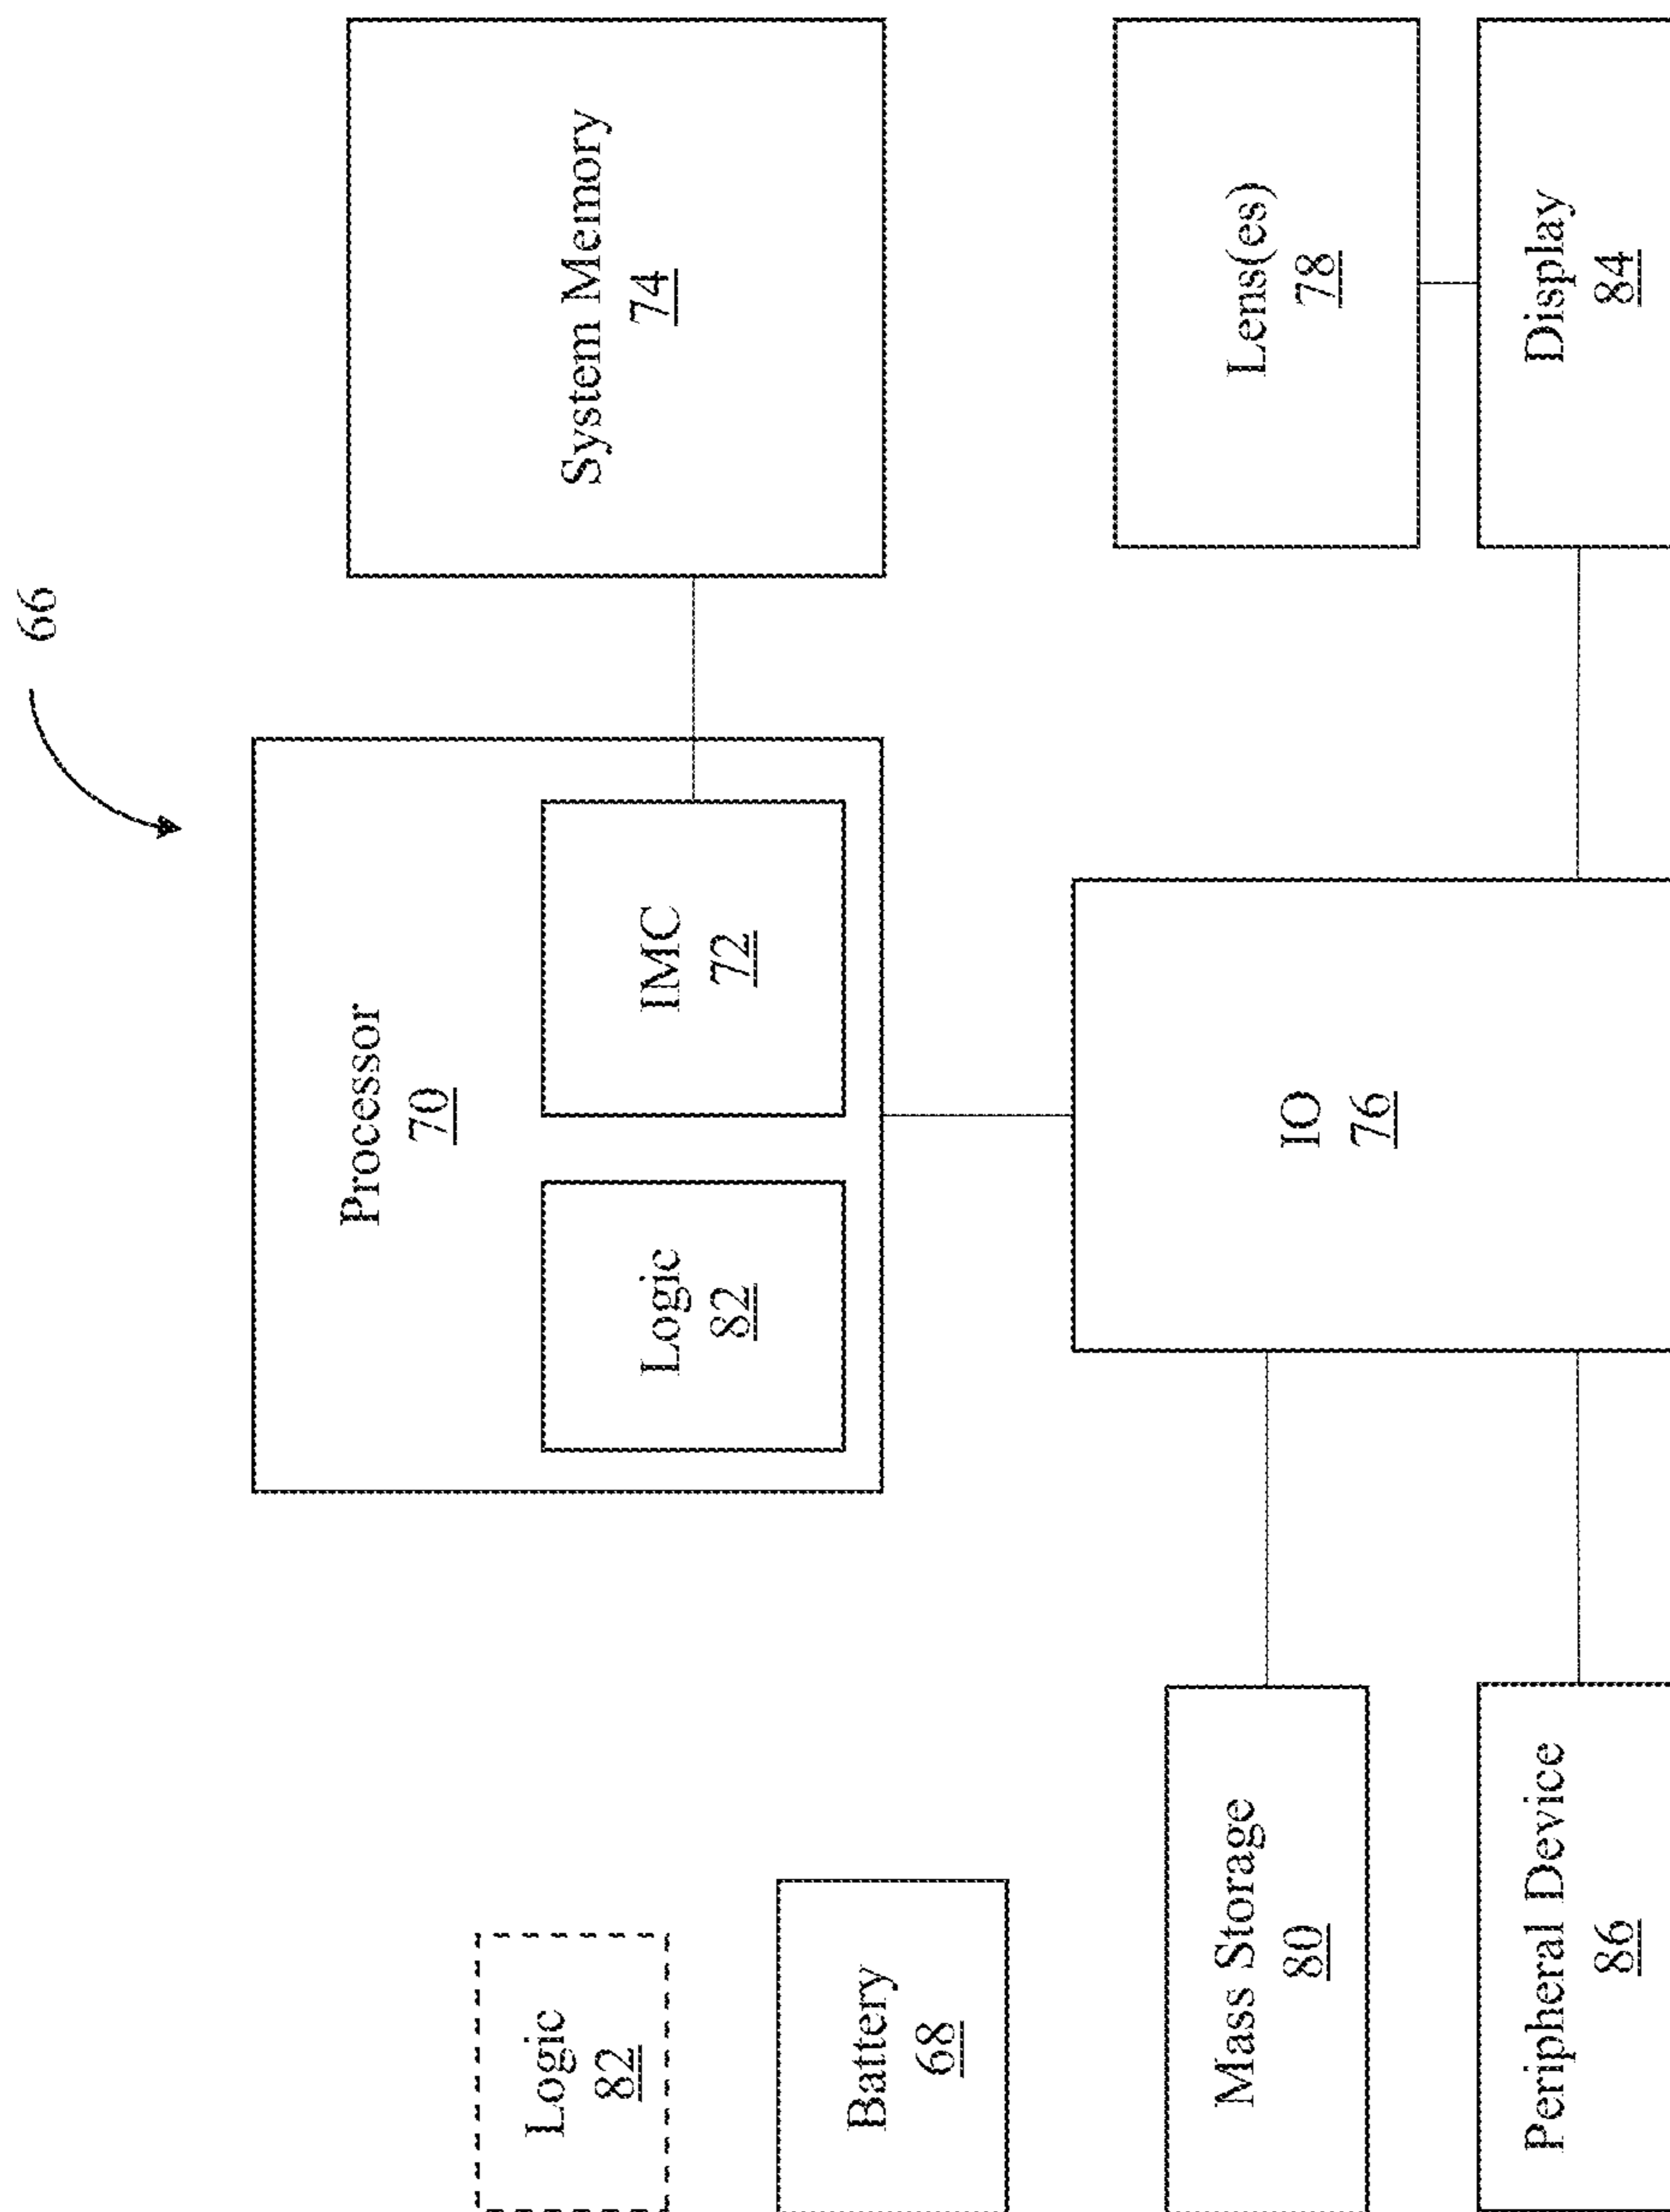 66
Processor
70
Logic
82
System Memory
74
Logic
82
IMC
72
Battery
68
Mass Storage
80
IO
76
Lens(es)
78
Peripheral Device
86
Display
84